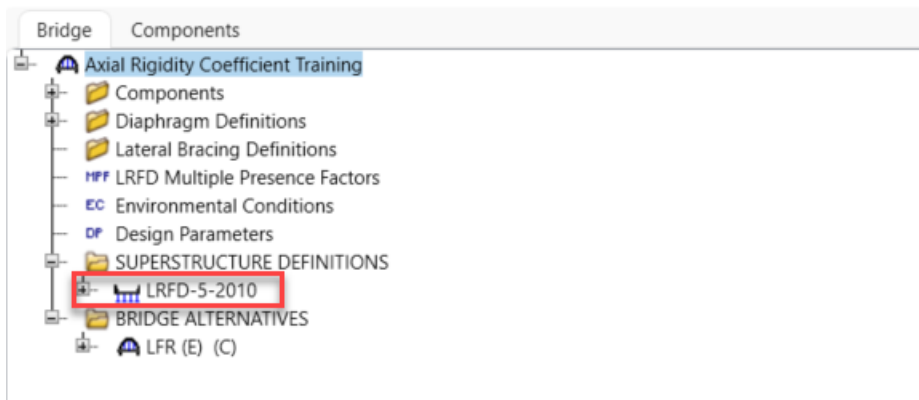 Bridge Components
Axial Rigidity Coefficient Training
Components
Diaphragm Definitions
Lateral Bracing Definitions
MPF LRFD Multiple Presence Factors
EC Environmental Conditions
DP Design Parameters
SUPERSTRUCTURE DEFINITIONS
LRFD-5-2010
BRIDGE ALTERNATIVES
LFR (E) (C)